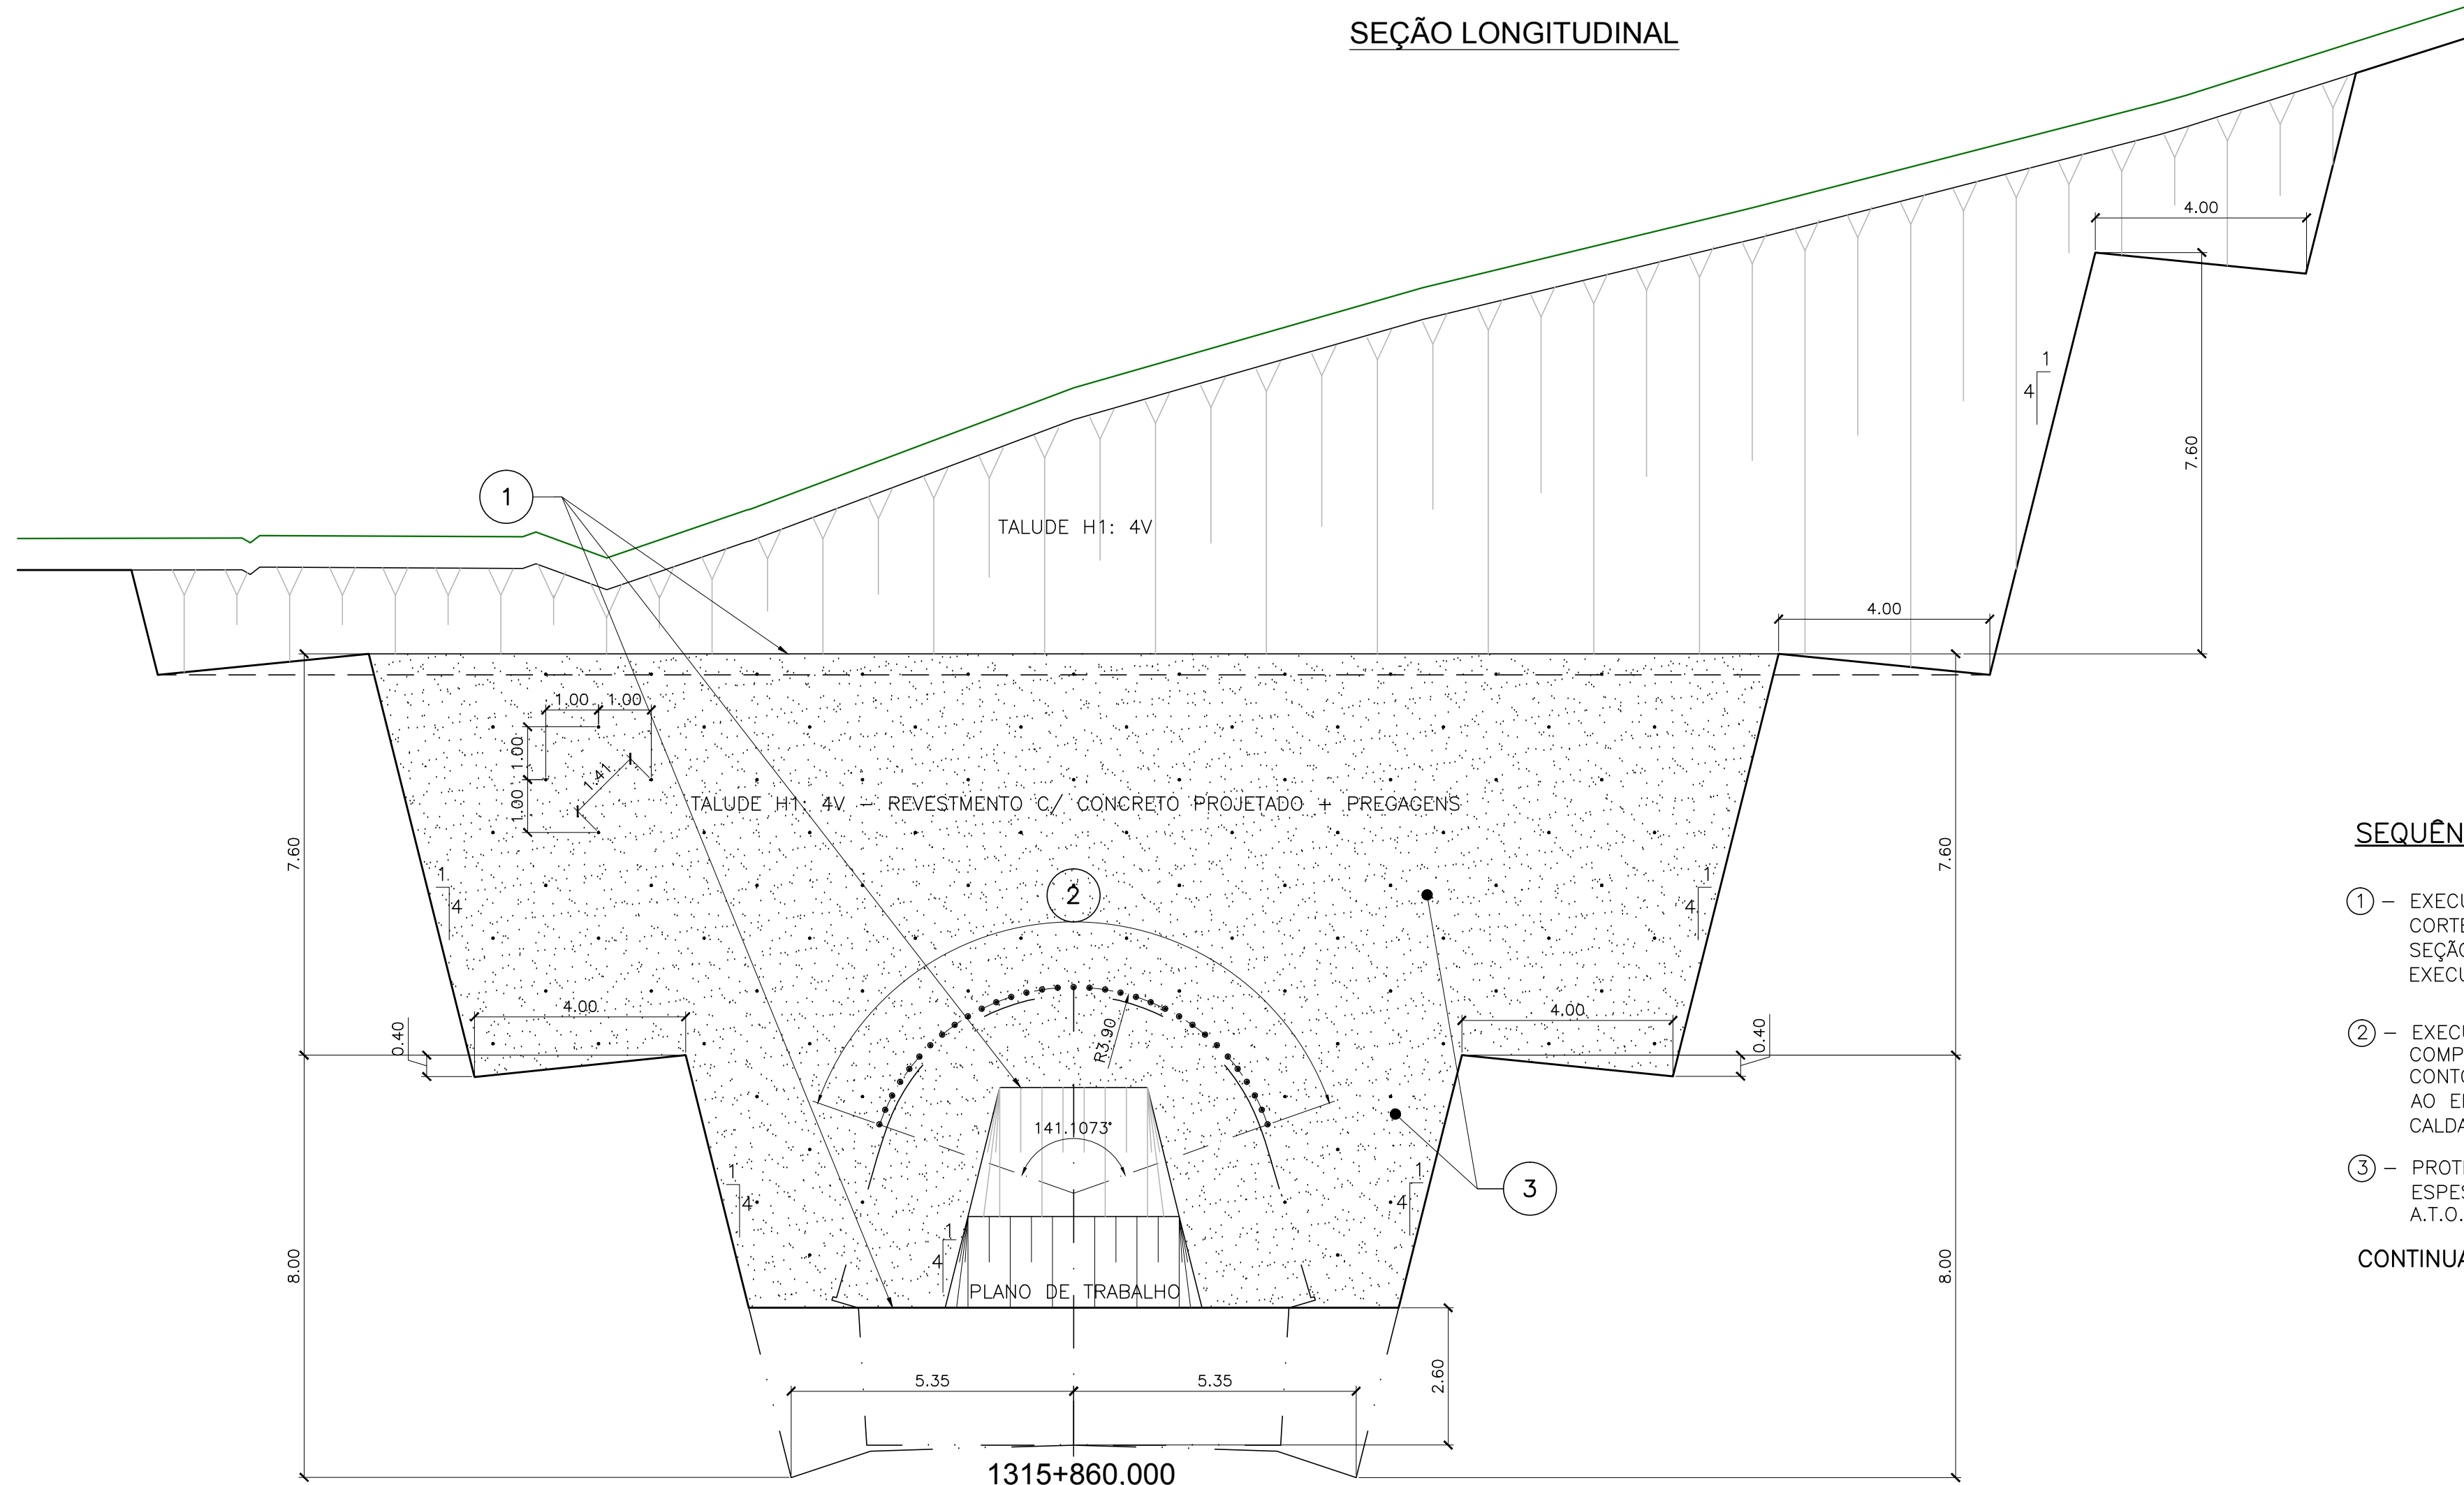 SEÇÃO LONGITUDINAL
4.00
1
4
7.60
1
TALUDE H1: 4V
4.00
1.00
1.00
1.00
1.41
1.00
TALUDE H1: 4V – REVESTMENTO C/ CONCRETO PROJETADO + PREGAGENS
7.60
7.60
1
4
1
4
2
4.00
0.40
R3.90
4.00
0.40
141.1073°
1
4
1
4
3
1
4
PLANO DE TRABALHO
8.00
8.00
2.60
5.35
5.35
1315+860.000
SEQUÊN
1 – EXECU
CORTE
SEÇÃO
EXECU
2 – EXECU
COMP
CONTO
AO E
CALDA
3 – PROT
ESPES
A.T.O.
CONTINUA